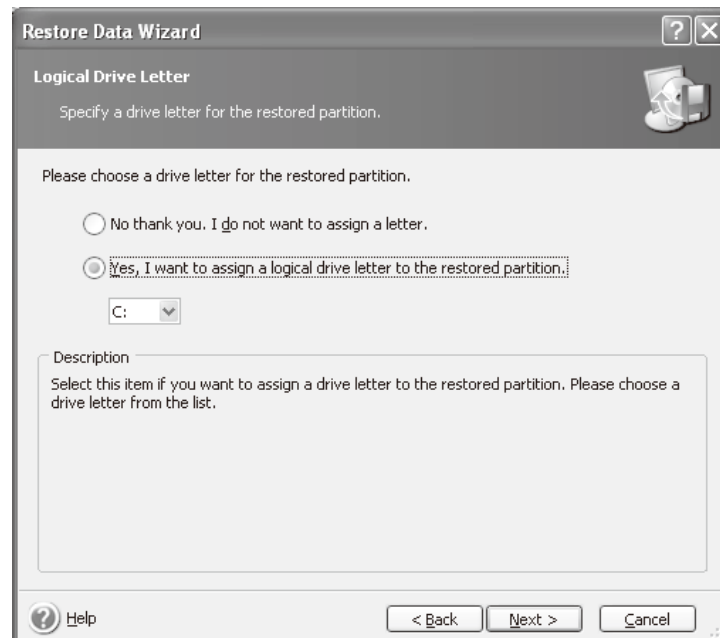 Restore Data Wizard
Logical Drive Letter
Specify a drive letter for the restored partition.
Please choose a drive letter for the restored partition.
No thank you. I do not want to assign a letter.
Yes, I want to assign a logical drive letter to the restored partition.
C:
Description
Select this item if you want to assign a drive letter to the restored partition. Please choose a
drive letter from the list.
? Help
< Back
Next >
Cancel